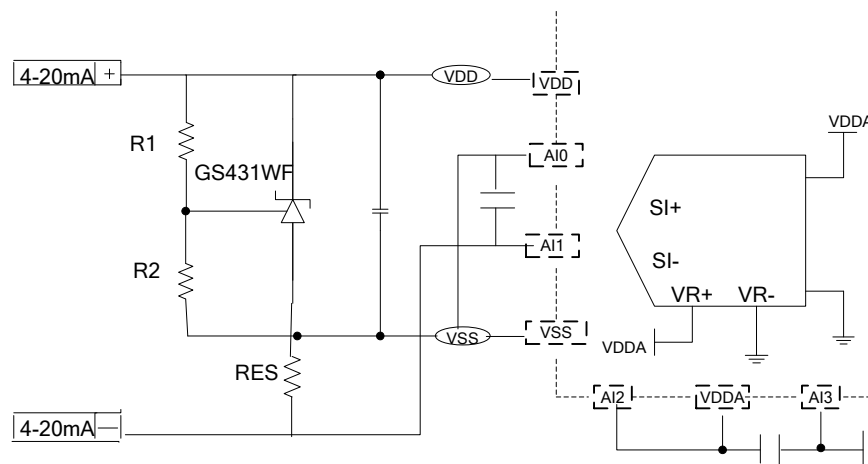 4-20mA +
VDD
VDD
VDDA
R1
AI0
GS431WF
SI+
AI1
SI-
R2
VR+ VR-
VSS
VSS
VDDA
RES
AI2
VDDA
AI3
4-20mA —